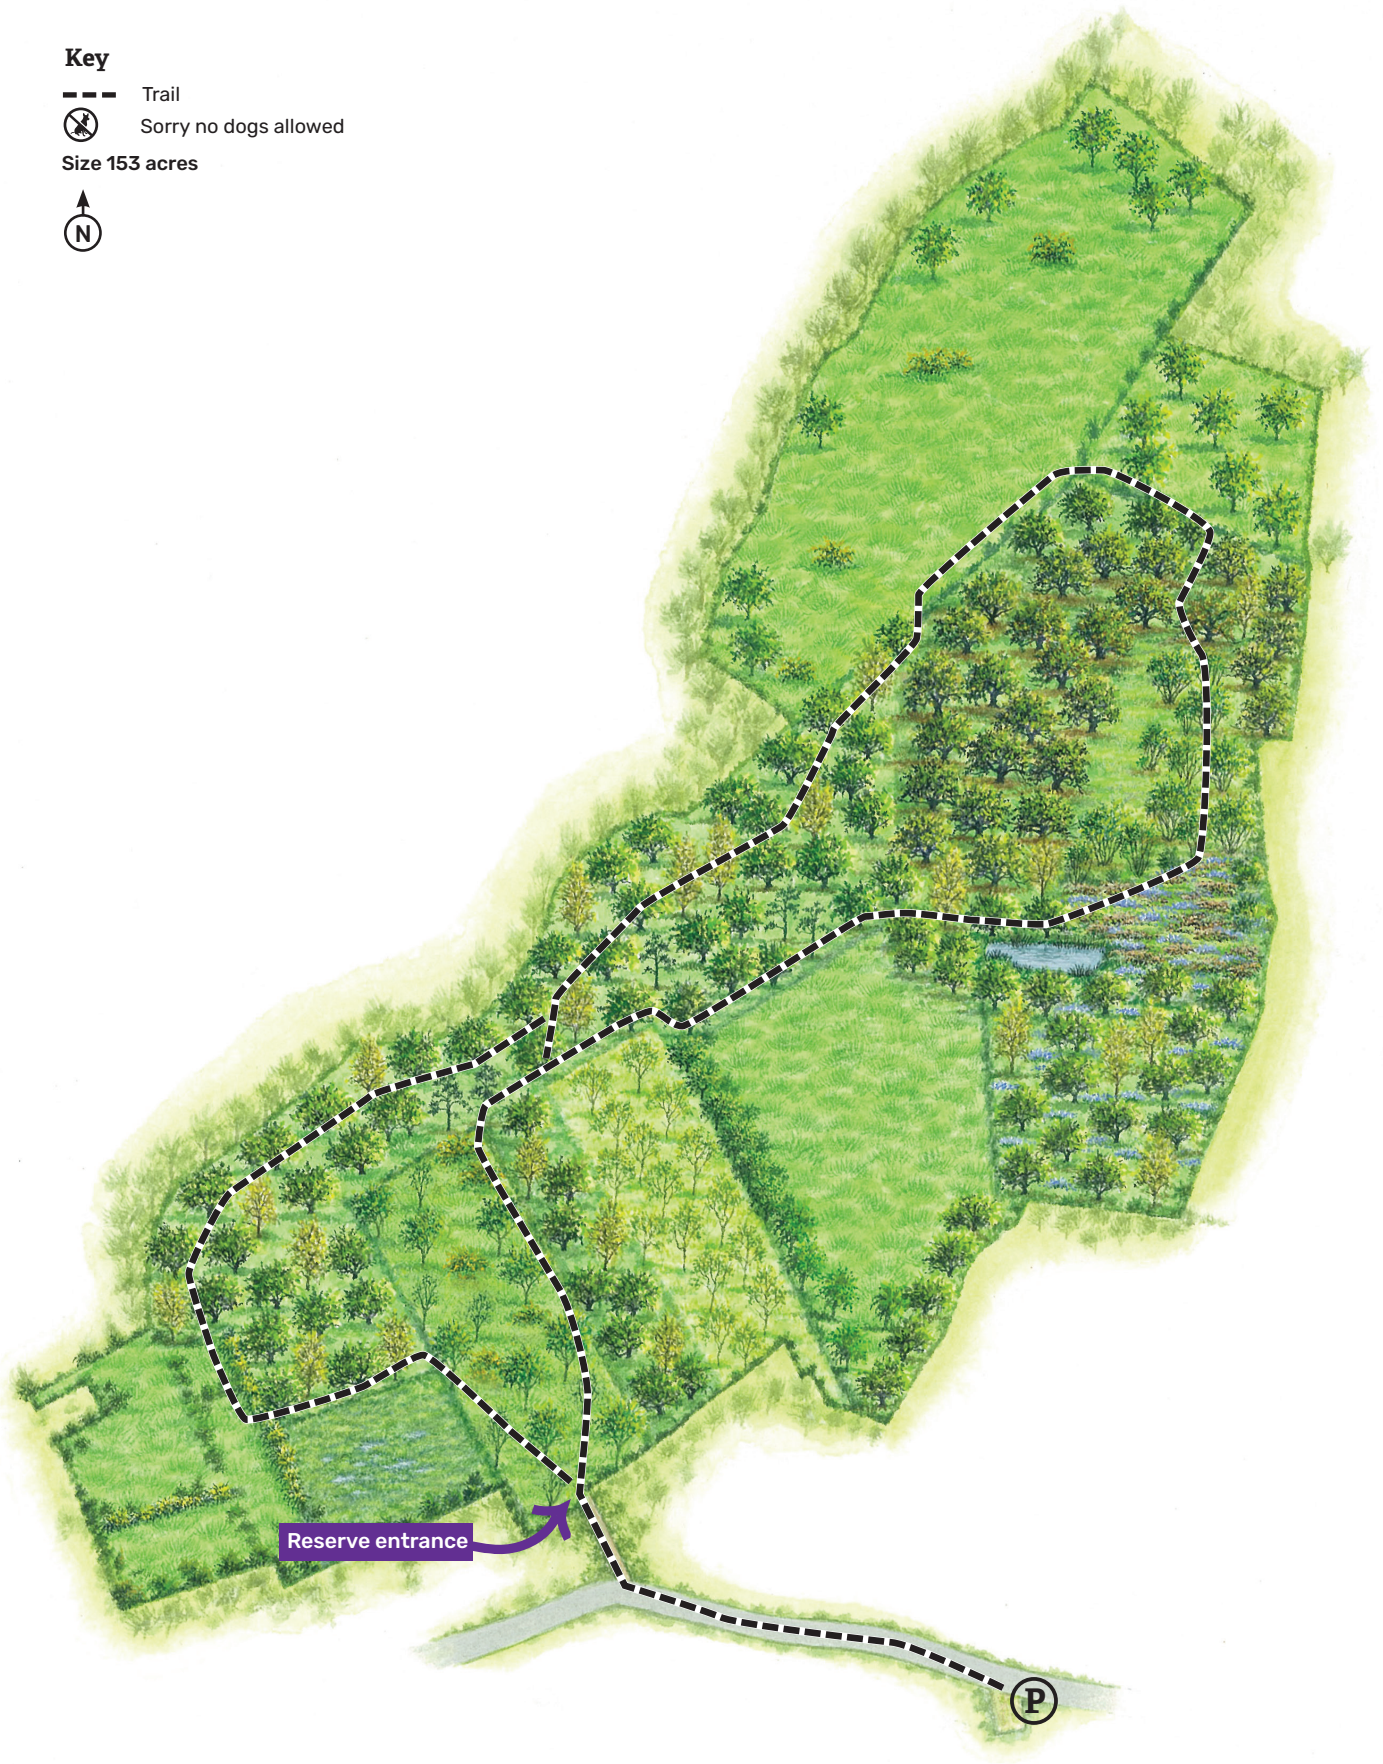 Key
Trail
Sorry no dogs allowed
Size 153 acres
N
Reserve entrance
P